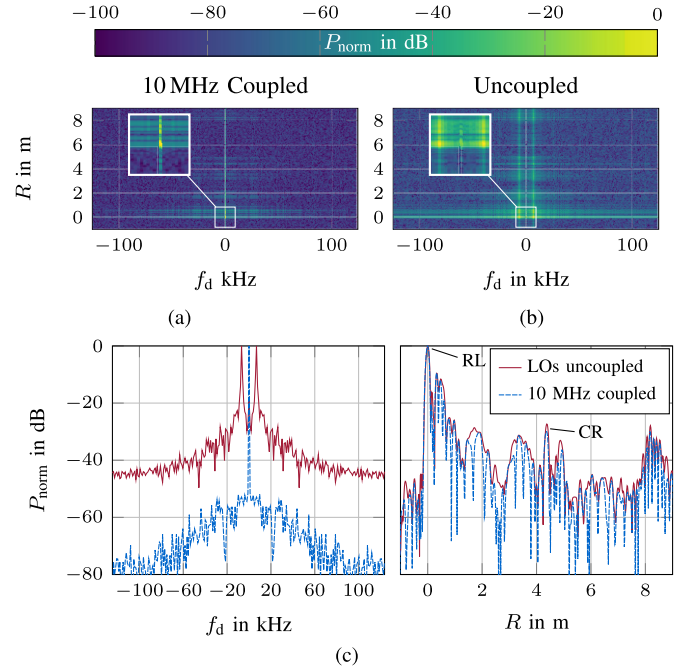 −100 −80 −60 −40 −20 0
P_norm in dB
10 MHz Coupled Uncoupled
R in m
8
6
4
2
0
−100 0 100
f_d kHz
8
6
4
2
0
−100 0 100
f_d in kHz
(a) (b)
P_norm in dB
0
−20
−40
−60
−80
−100 −60 −20 20 60 100
f_d in kHz
RL
LOs uncoupled
10 MHz coupled
CR
0 2 4 6 8
R in m
(c)